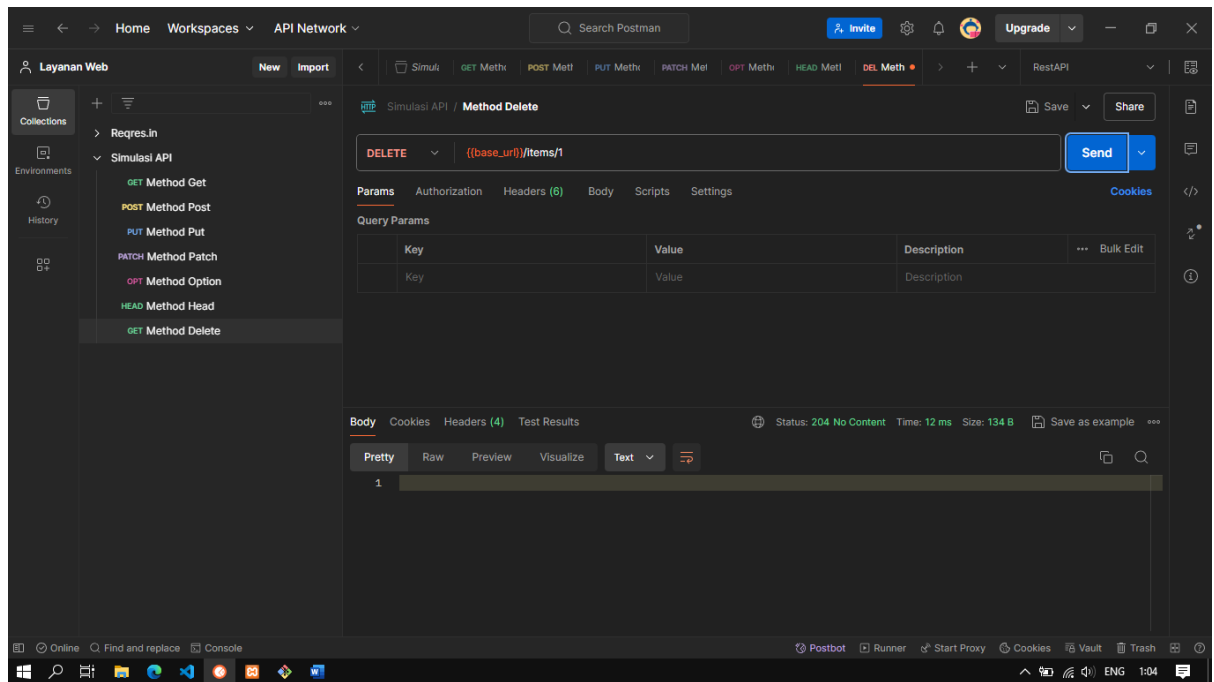 Home Workspaces API Network Search Postman Invite Upgrade
Layanan Web New Import Simula GET Metho POST Meth PUT Metho PATCH Met OPT Metho HEAD Meth DEL Meth RestAPI
Collections
Environments
History
Reqres.in
Simulasi API
GET Method Get
POST Method Post
PUT Method Put
PATCH Method Patch
OPT Method Option
HEAD Method Head
GET Method Delete
HTTP Simulasi API / Method Delete Save Share
DELETE {{base_url}}/items/1 Send
Params Authorization Headers (6) Body Scripts Settings Cookies
Query Params
Key Value Description Bulk Edit
Key Value Description
Body Cookies Headers (4) Test Results Status: 204 No Content Time: 12 ms Size: 134 B Save as example
Pretty Raw Preview Visualize Text
1
Online Find and replace Console Postbot Runner Start Proxy Cookies Vault Trash
ENG 1:04